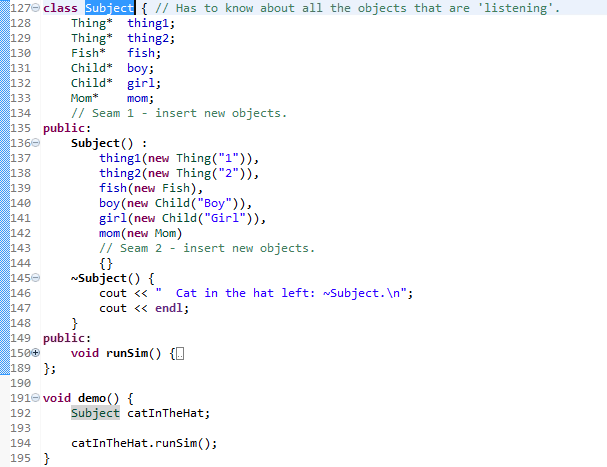 127 class Subject { // Has to know about all the objects that are 'listening'.
128     Thing*  thing1;
129     Thing*  thing2;
130     Fish*   fish;
131     Child*  boy;
132     Child*  girl;
133     Mom*    mom;
134     // Seam 1 - insert new objects.
135 public:
136     Subject() :
137         thing1(new Thing("1")),
138         thing2(new Thing("2")),
139         fish(new Fish),
140         boy(new Child("Boy")),
141         girl(new Child("Girl")),
142         mom(new Mom)
143         // Seam 2 - insert new objects.
144         {}
145     ~Subject() {
146         cout << "  Cat in the hat left: ~Subject.\n";
147         cout << endl;
148     }
149 public:
150     void runSim() {
189 };
190
191 void demo() {
192     Subject catInTheHat;
193
194     catInTheHat.runSim();
195 }